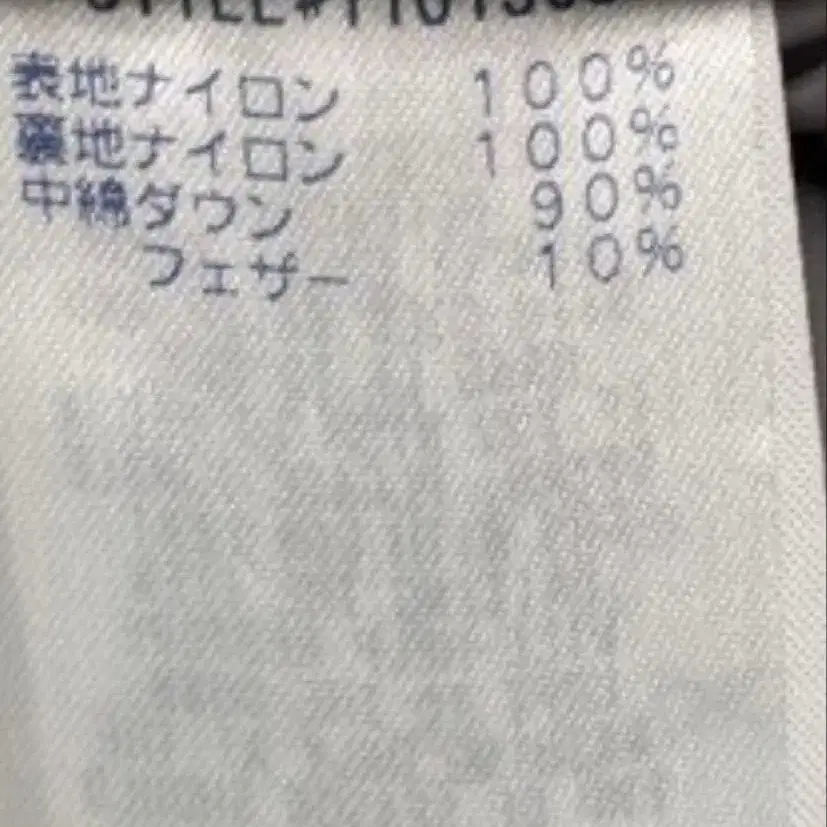 表地ナイロン 100%
裏地ナイロン 100%
中綿ダウン 90%
フェザー 10%